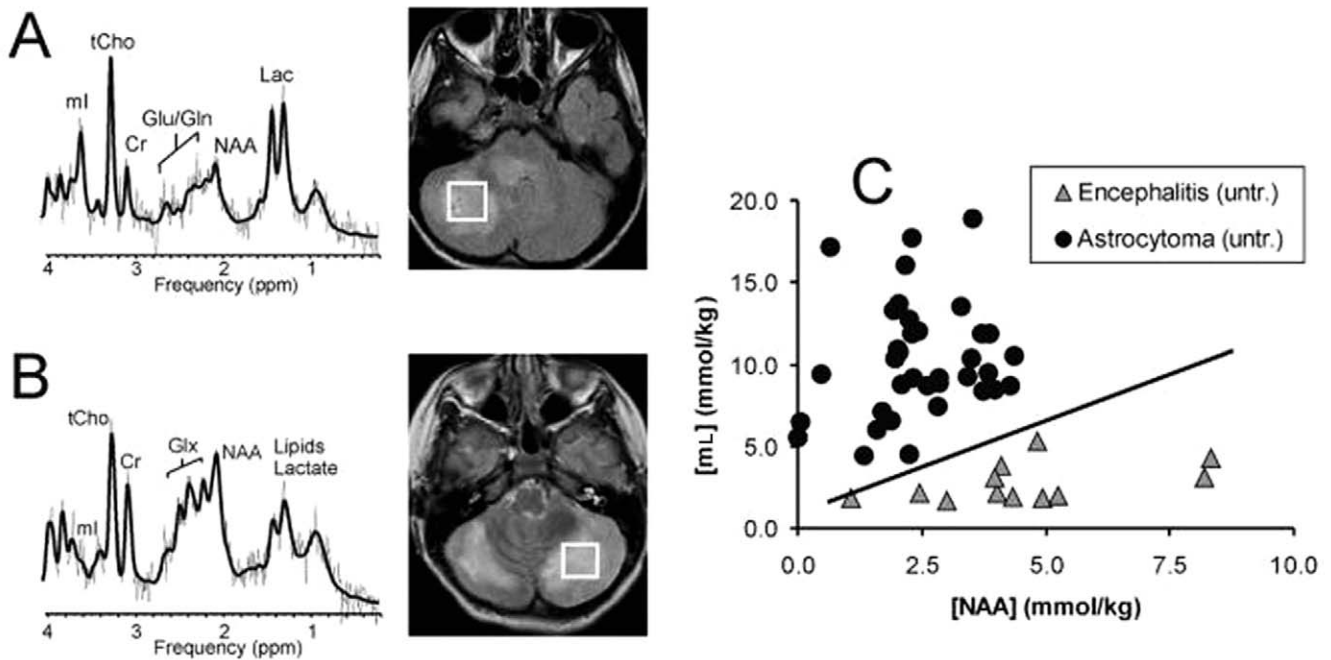 A
tCho
Lac
mI
Glu/Gln
Cr
NAA
4 3 2 1
Frequency (ppm)
B
tCho
Glx
NAA
Lipids
Lactate
Cr
mI
4 3 2 1
Frequency (ppm)
C
Encephalitis (untr.)
Astrocytoma (untr.)
20.0
15.0
10.0
5.0
0.0
[mL] (mmol/kg)
0.0 2.5 5.0 7.5 10.0
[NAA] (mmol/kg)